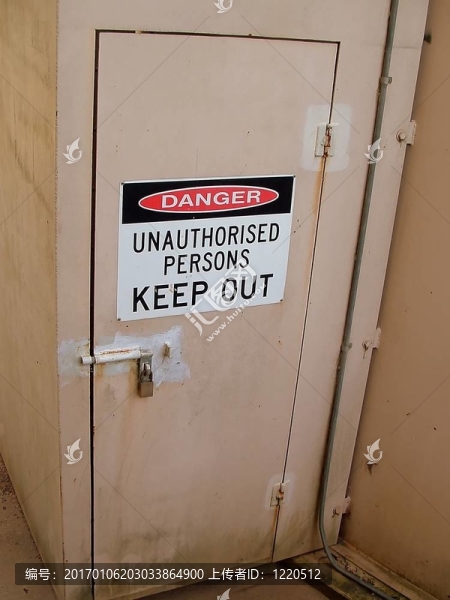 DANGER
UNAUTHORISED
PERSONS
KEEP OUT
编号：20170106203033864900 上传者ID：1220512